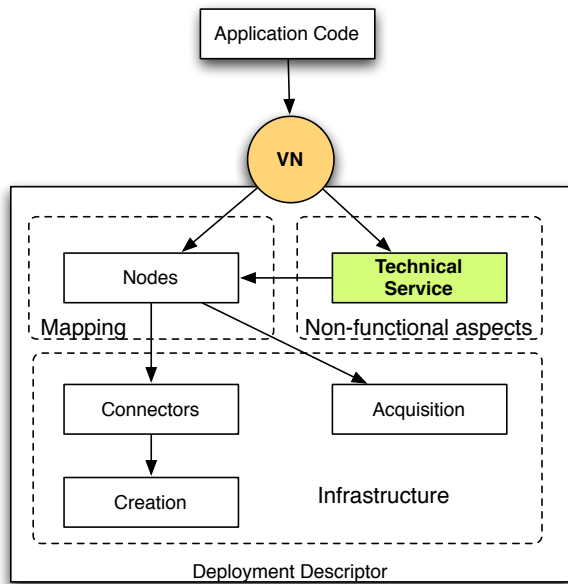 Application Code
VN
Nodes
Technical
Service
Mapping
Non-functional aspects
Connectors
Acquisition
Creation
Infrastructure
Deployment Descriptor